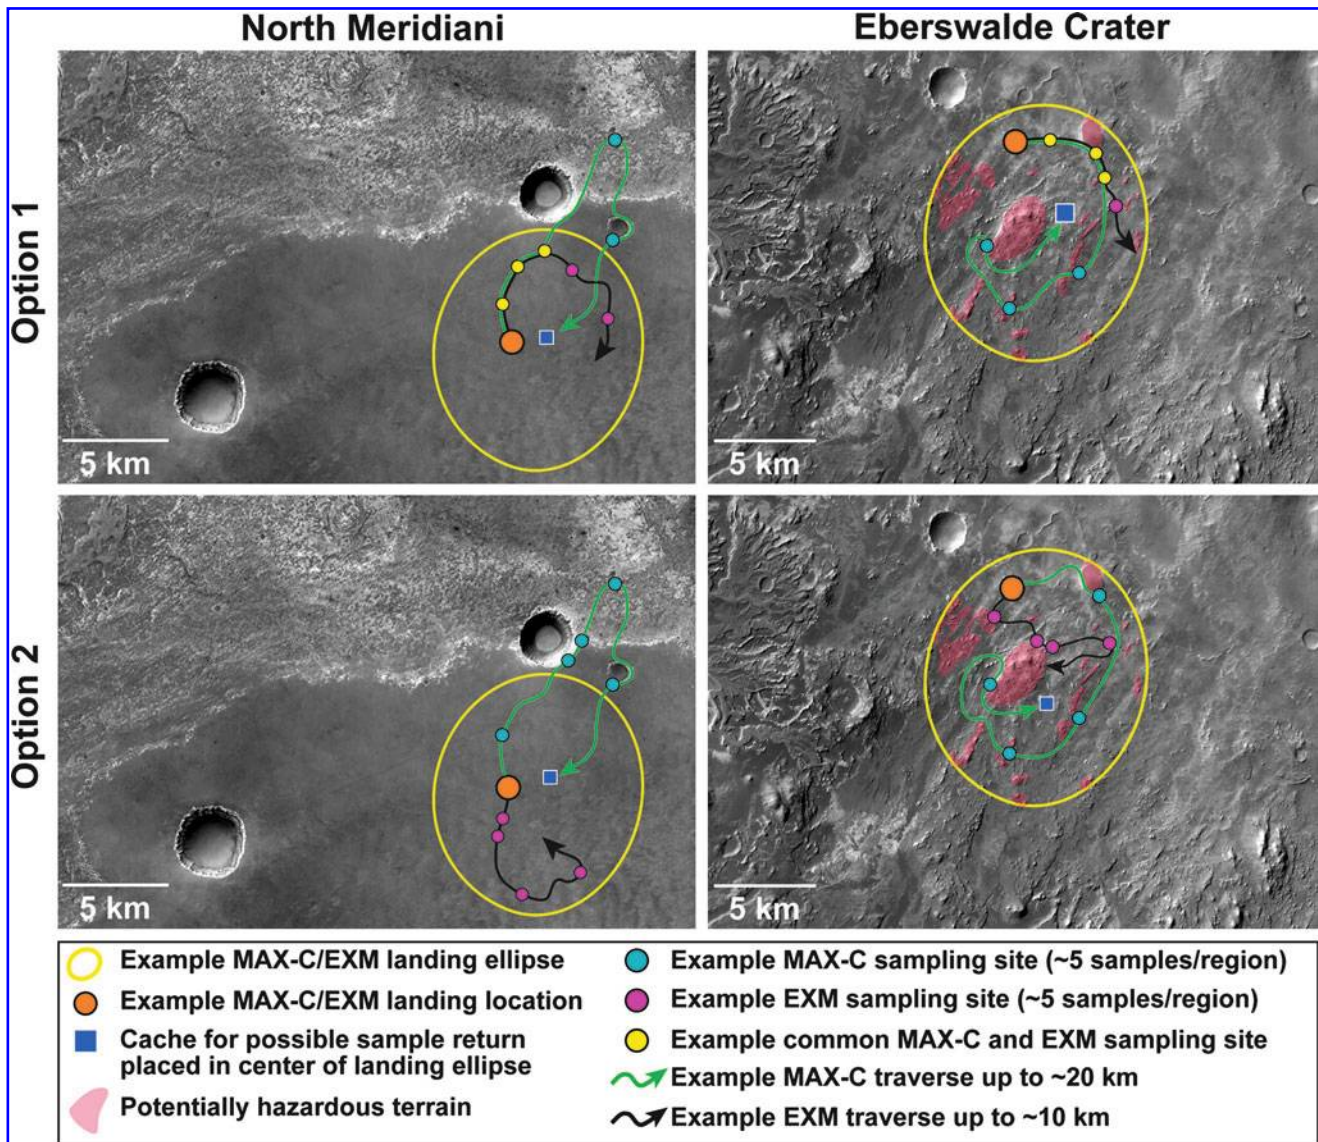 North Meridiani
Eberswalde Crater
Option 1
5 km
5 km
Option 2
5 km
5 km
Example MAX-C/EXM landing ellipse
Example MAX-C/EXM landing location
Cache for possible sample return
placed in center of landing ellipse
Potentially hazardous terrain
Example MAX-C sampling site (~5 samples/region)
Example EXM sampling site (~5 samples/region)
Example common MAX-C and EXM sampling site
Example MAX-C traverse up to ~20 km
Example EXM traverse up to ~10 km